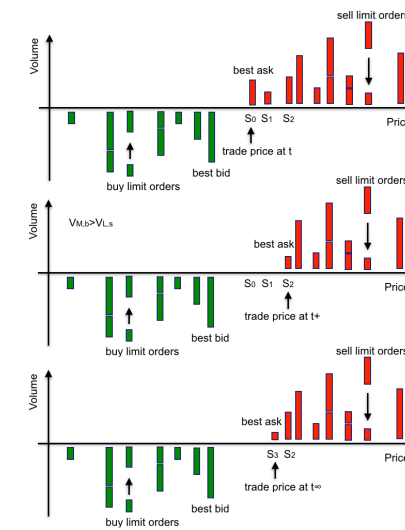 sell limit orders
Volume
best ask
S0 S1 S2
Price
trade price at t
best bid
buy limit orders
sell limit orders
Volume
VM,b>VL,s
best ask
S0 S1 S2
Price
trade price at t+
best bid
buy limit orders
sell limit orders
Volume
best ask
S3 S2
Price
trade price at t∞
best bid
buy limit orders